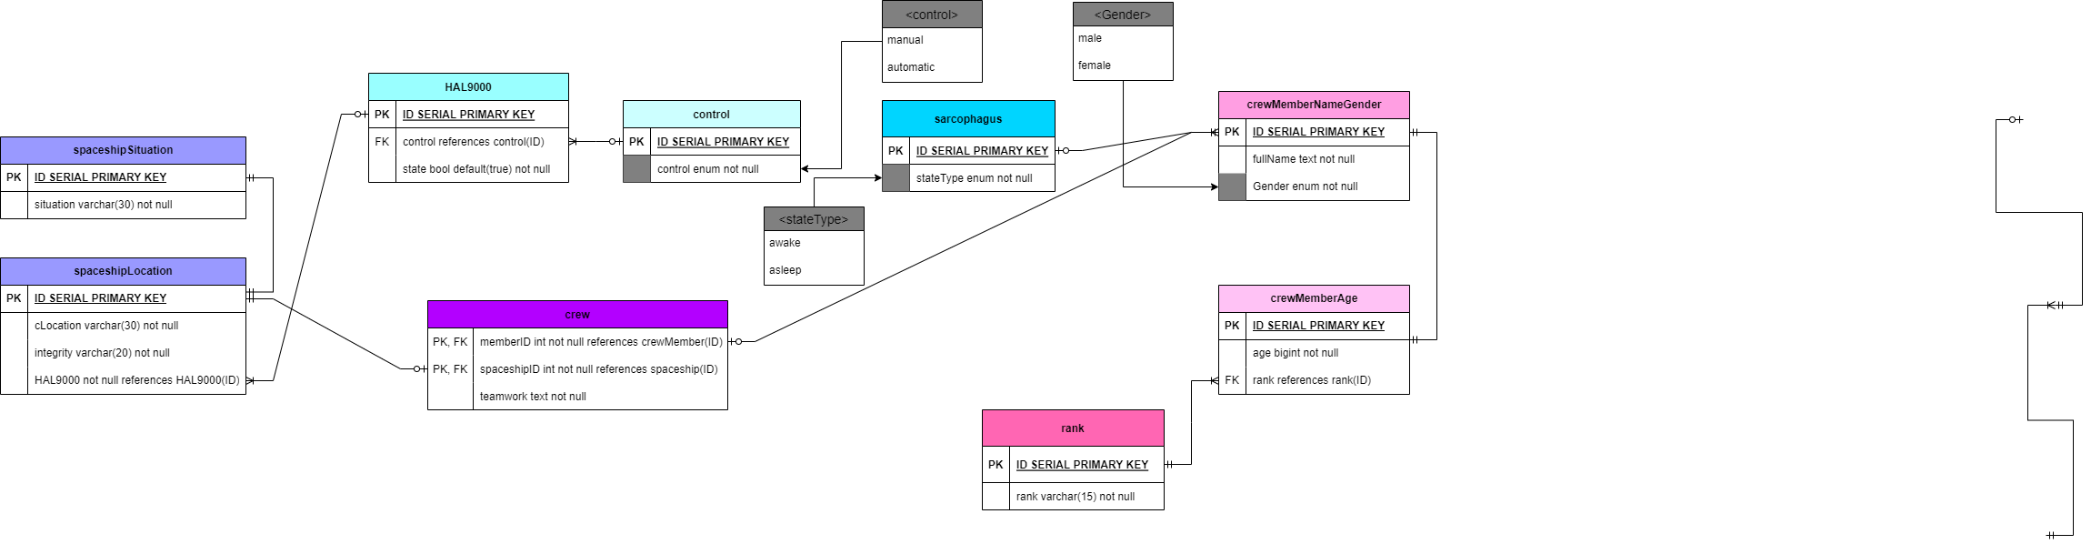 <control>
manual
automatic
<Gender>
male
female
HAL9000
PK ID SERIAL PRIMARY KEY
FK control references control(ID)
state bool default(true) not null
control
PK ID SERIAL PRIMARY KEY
control enum not null
sarcophagus
PK ID SERIAL PRIMARY KEY
stateType enum not null
crewMemberNameGender
PK ID SERIAL PRIMARY KEY
fullName text not null
Gender enum not null
spaceshipSituation
PK ID SERIAL PRIMARY KEY
situation varchar(30) not null
<stateType>
awake
asleep
spaceshipLocation
PK ID SERIAL PRIMARY KEY
cLocation varchar(30) not null
integrity varchar(20) not null
HAL9000 not null references HAL9000(ID)
crew
PK, FK memberID int not null references crewMember(ID)
PK, FK spaceshipID int not null references spaceship(ID)
teamwork text not null
crewMemberAge
PK ID SERIAL PRIMARY KEY
age bigint not null
FK rank references rank(ID)
rank
PK ID SERIAL PRIMARY KEY
rank varchar(15) not null